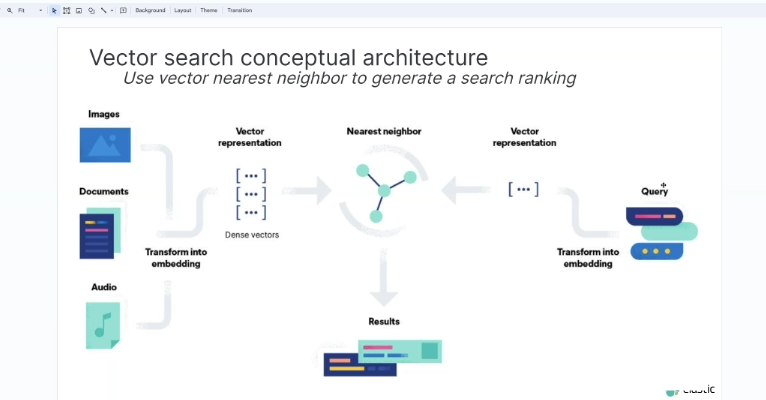 Fit
Background
Layout
Theme
Transition
Vector search conceptual architecture
Use vector nearest neighbor to generate a search ranking
Images
Vector
representation
Nearest neighbor
Vector
representation
[ ••• ]
[ ••• ]
[ ••• ]
[ ••• ]
Documents
Query
Dense vectors
Transform into
embedding
Transform into
embedding
Audio
Results
elastic